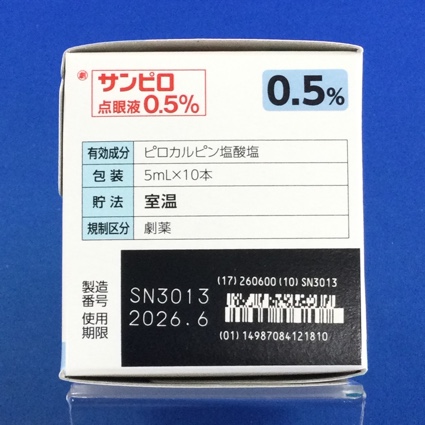 劇
サンピロ
点眼液0.5%
0.5%
有効成分 ピロカルピン塩酸塩
包装 5mL×10本
貯法 室温
規制区分 劇薬
製造番号 SN3013
使用期限 2026.6
(17) 260600 (10) SN3013
(01) 14987084121810